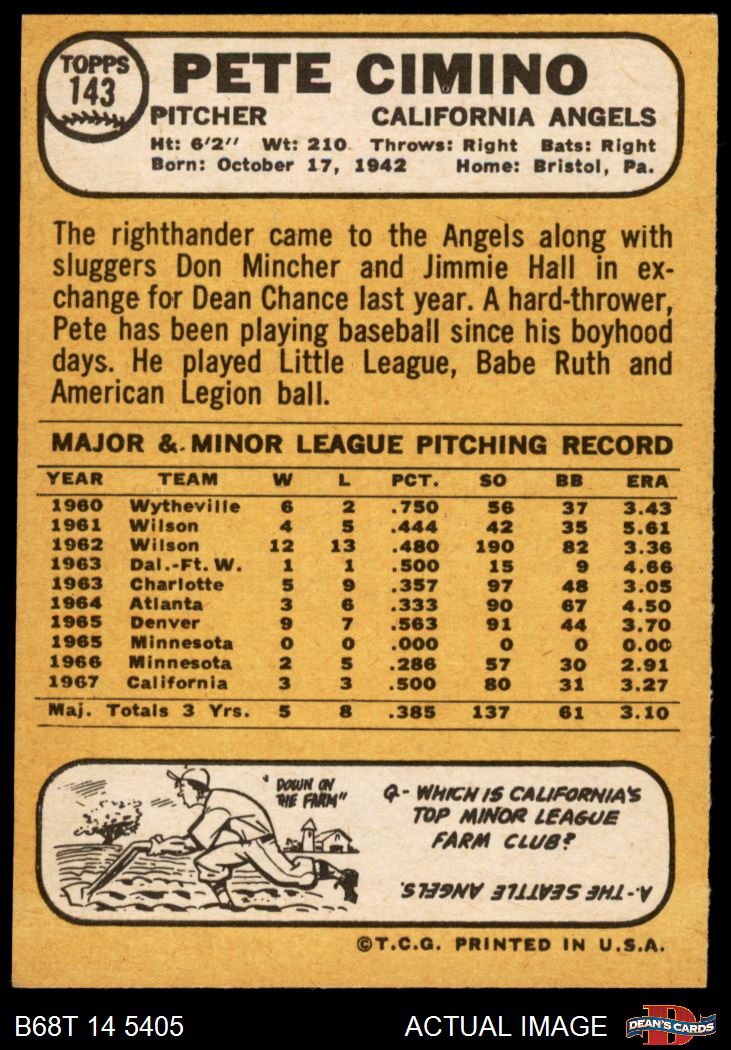 TOPPS
143
PETE CIMINO
PITCHER CALIFORNIA ANGELS
Ht: 6'2" Wt: 210 Throws: Right Bats: Right
Born: October 17, 1942 Home: Bristol, Pa.
The righthander came to the Angels along with
sluggers Don Mincher and Jimmie Hall in ex-
change for Dean Chance last year. A hard-thrower,
Pete has been playing baseball since his boyhood
days. He played Little League, Babe Ruth and
American Legion ball.
MAJOR & MINOR LEAGUE PITCHING RECORD
YEAR TEAM W L PCT. SO BB ERA
1960 Wytheville 6 2 .750 56 37 3.43
1961 Wilson 4 5 .444 42 35 5.61
1962 Wilson 12 13 .480 190 82 3.36
1963 Dal.-Ft. W. 1 1 .500 15 9 4.66
1963 Charlotte 5 9 .357 97 48 3.05
1964 Atlanta 3 6 .333 90 67 4.50
1965 Denver 9 7 .563 91 44 3.70
1965 Minnesota 0 0 .000 0 0 0.00
1966 Minnesota 2 5 .286 57 30 2.91
1967 California 3 3 .500 80 31 3.27
Maj. Totals 3 Yrs. 5 8 .385 137 61 3.10
"DOWN ON
THE FARM"
Q- WHICH IS CALIFORNIA'S
TOP MINOR LEAGUE
FARM CLUB?
A.-THE SEATTLE ANGELS.
©T.C.G. PRINTED IN U.S.A.
B68T 14 5405 ACTUAL IMAGE
D
DEAN'S CARDS